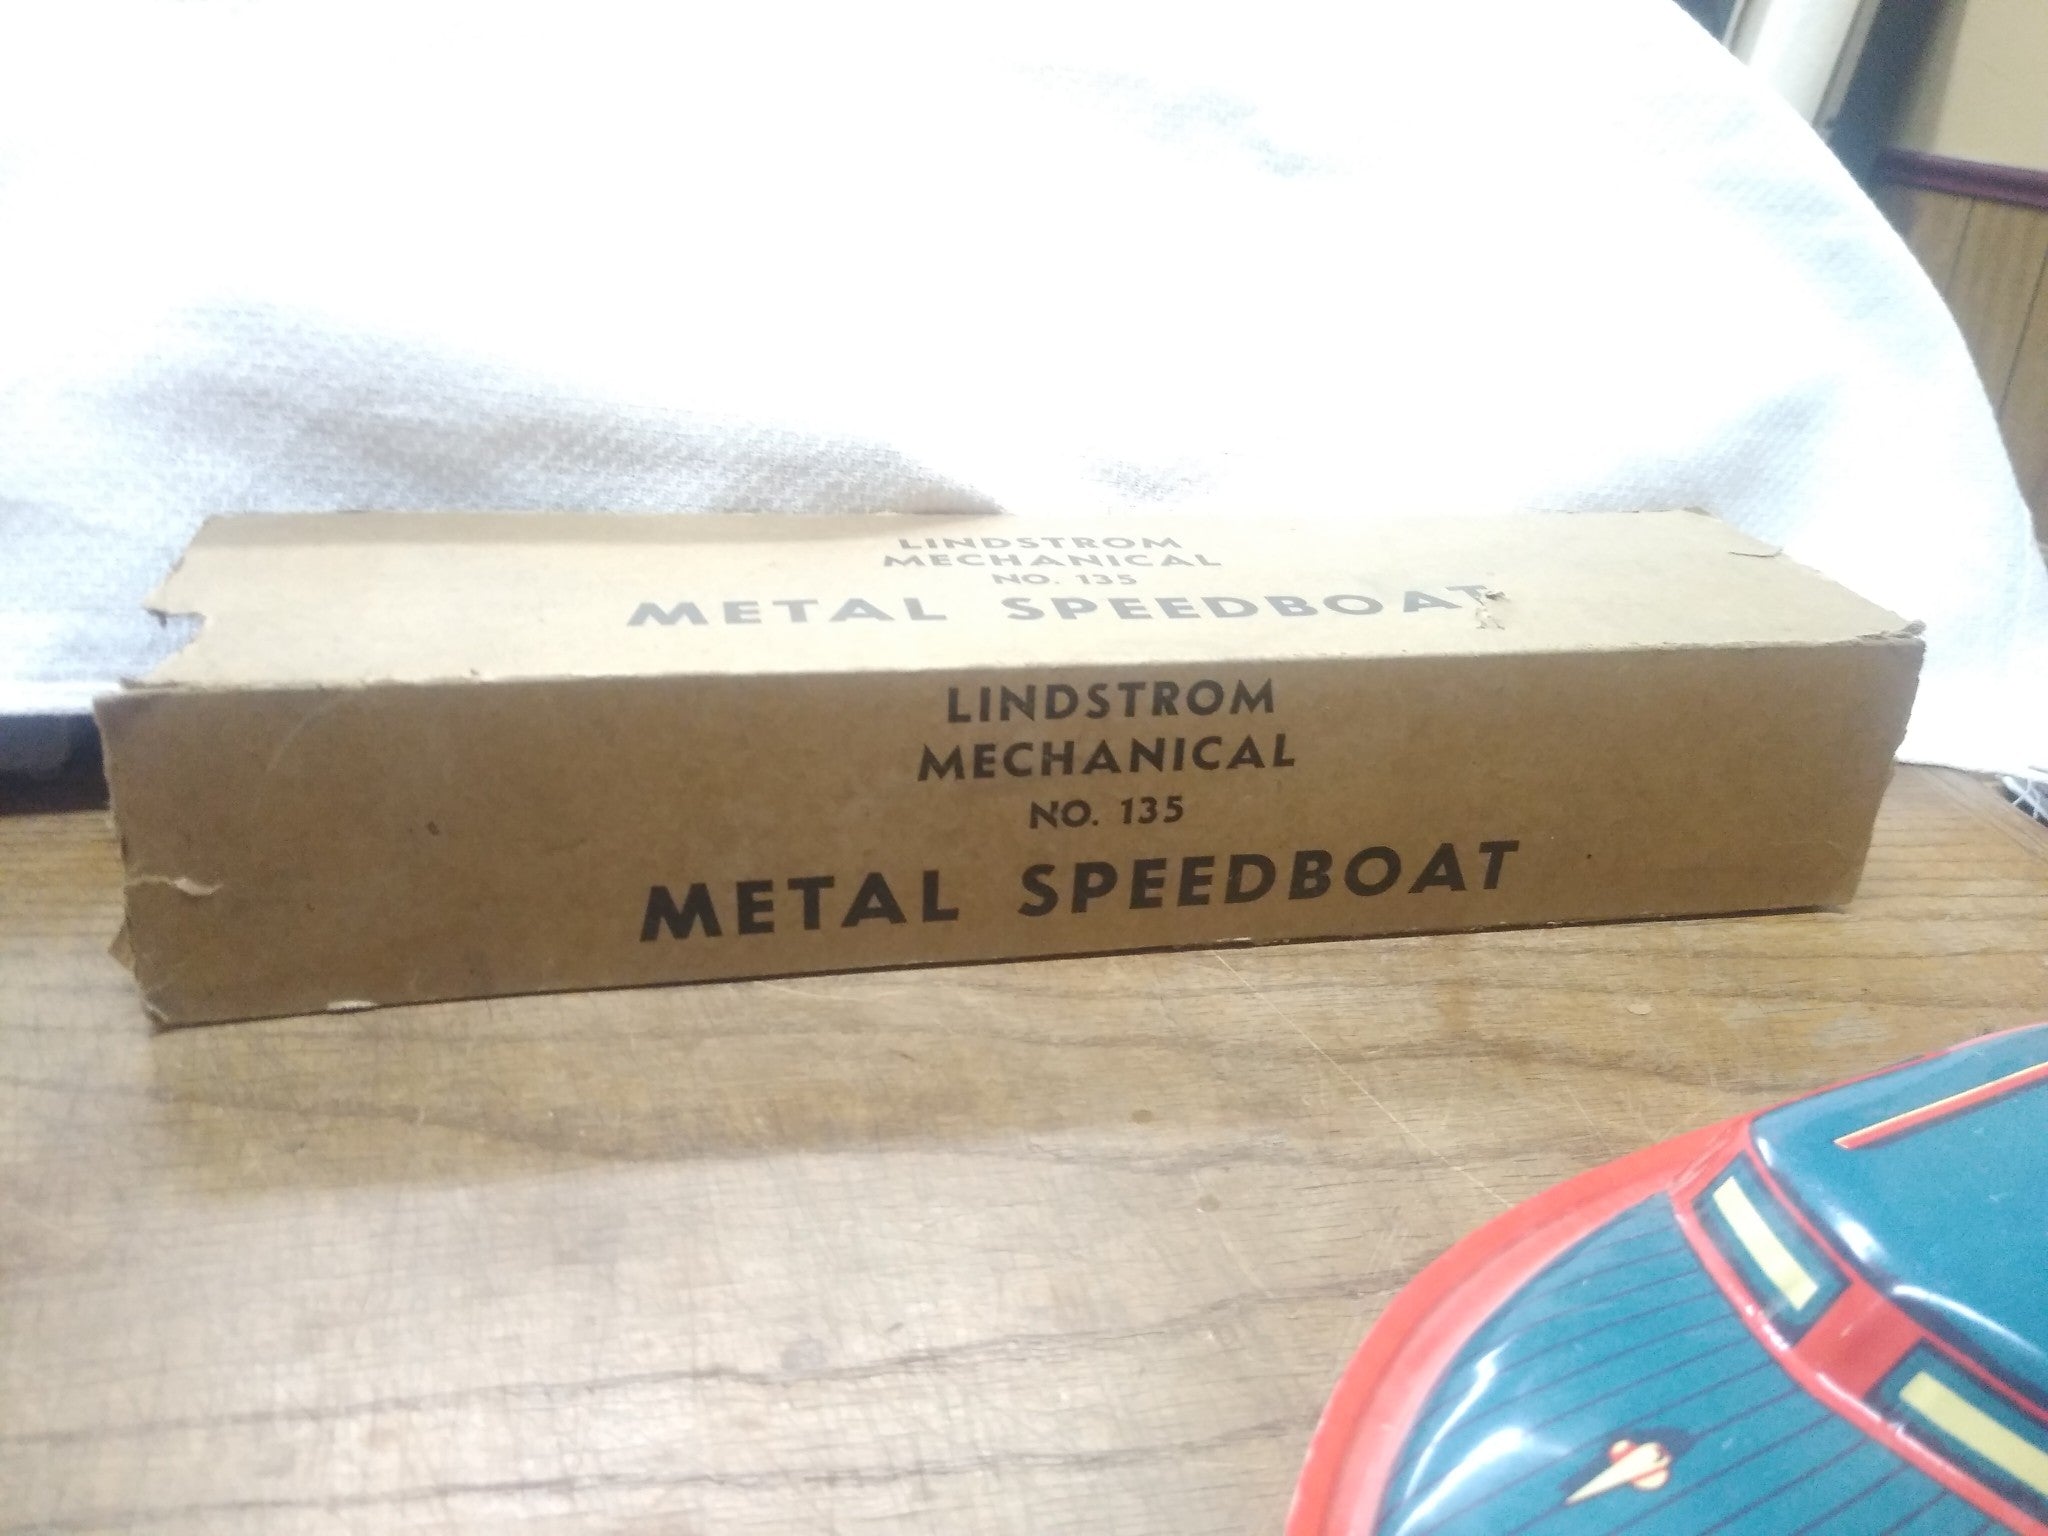 LINDSTROM
MECHANICAL
NO. 135
METAL SPEEDBOAT
LINDSTROM
MECHANICAL
NO. 135
METAL SPEEDBOAT